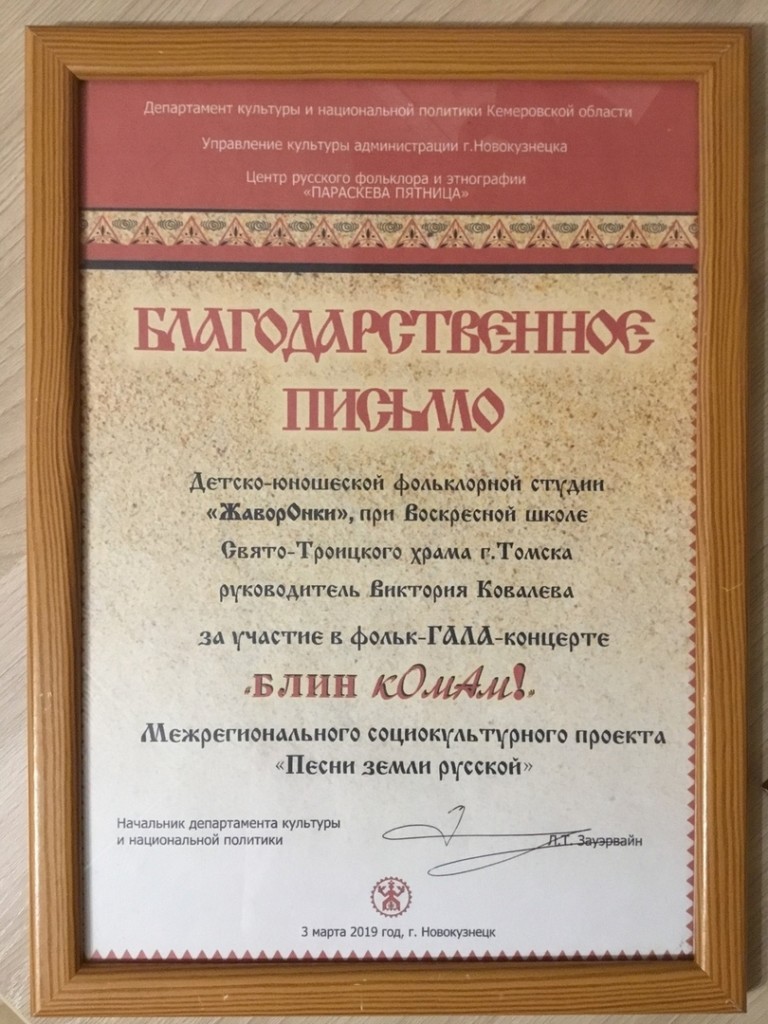 Департамент культуры и национальной политики Кемеровской области
Управление культуры администрации г.Новокузнецка
Центр русского фольклора и этнографии
«ПАРАСКЕВА ПЯТНИЦА»
БЛАГОДАРСТВЕННОЕ
ПИСЬМО
Детско-юношеской фольклорной студии
«ЖаворОнки», при Воскресной школе
Свято-Троицкого храма г.Томска
руководитель Виктория Ковалева
за участие в фольк-ГАЛА-концерте
«БЛИН кОмАм!»
Межрегионального социокультурного проекта
«Песни земли русской»
Начальник департамента культуры
и национальной политики
Л.Т. Зауэрвайн
3 марта 2019 год, г. Новокузнецк